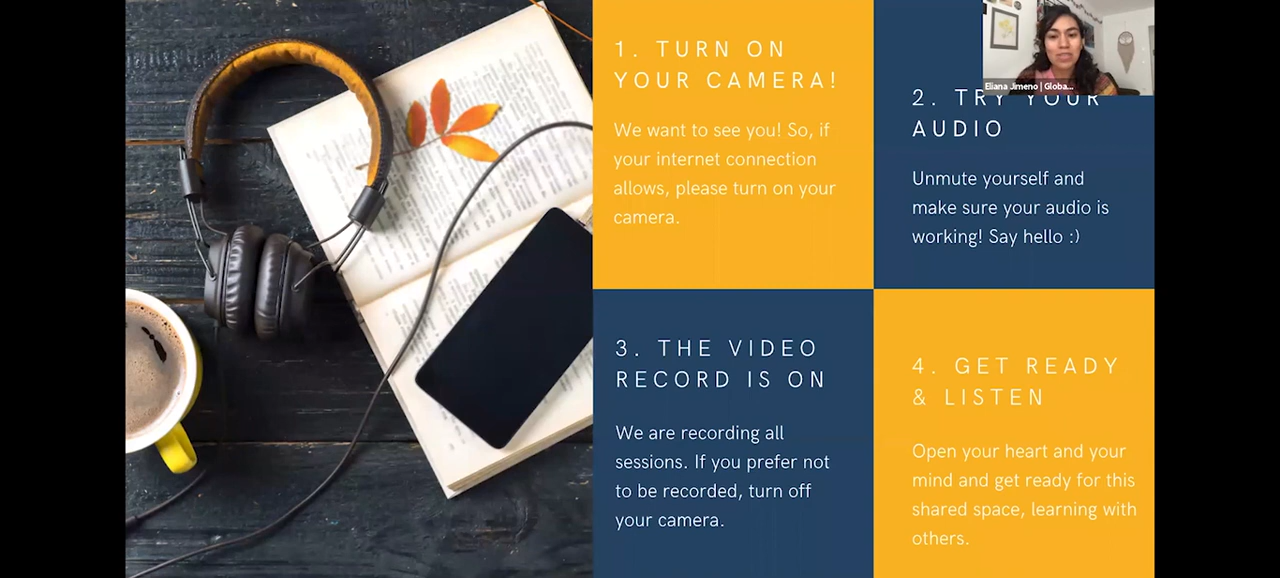 1. TURN ON
YOUR CAMERA!
We want to see you! So, if
your internet connection
allows, please turn on your
camera.
Eliana Jimeno | Globa...
2. TRY YOUR
AUDIO
Unmute yourself and
make sure your audio is
working! Say hello :)
3. THE VIDEO
RECORD IS ON
We are recording all
sessions. If you prefer not
to be recorded, turn off
your camera.
4. GET READY
& LISTEN
Open your heart and your
mind and get ready for this
shared space, learning with
others.